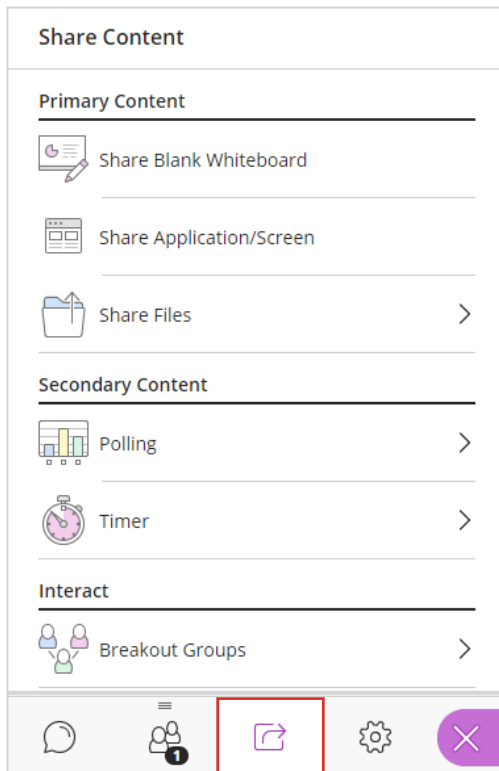 Share Content
Primary Content
Share Blank Whiteboard
Share Application/Screen
Share Files
Secondary Content
Polling
Timer
Interact
Breakout Groups
1